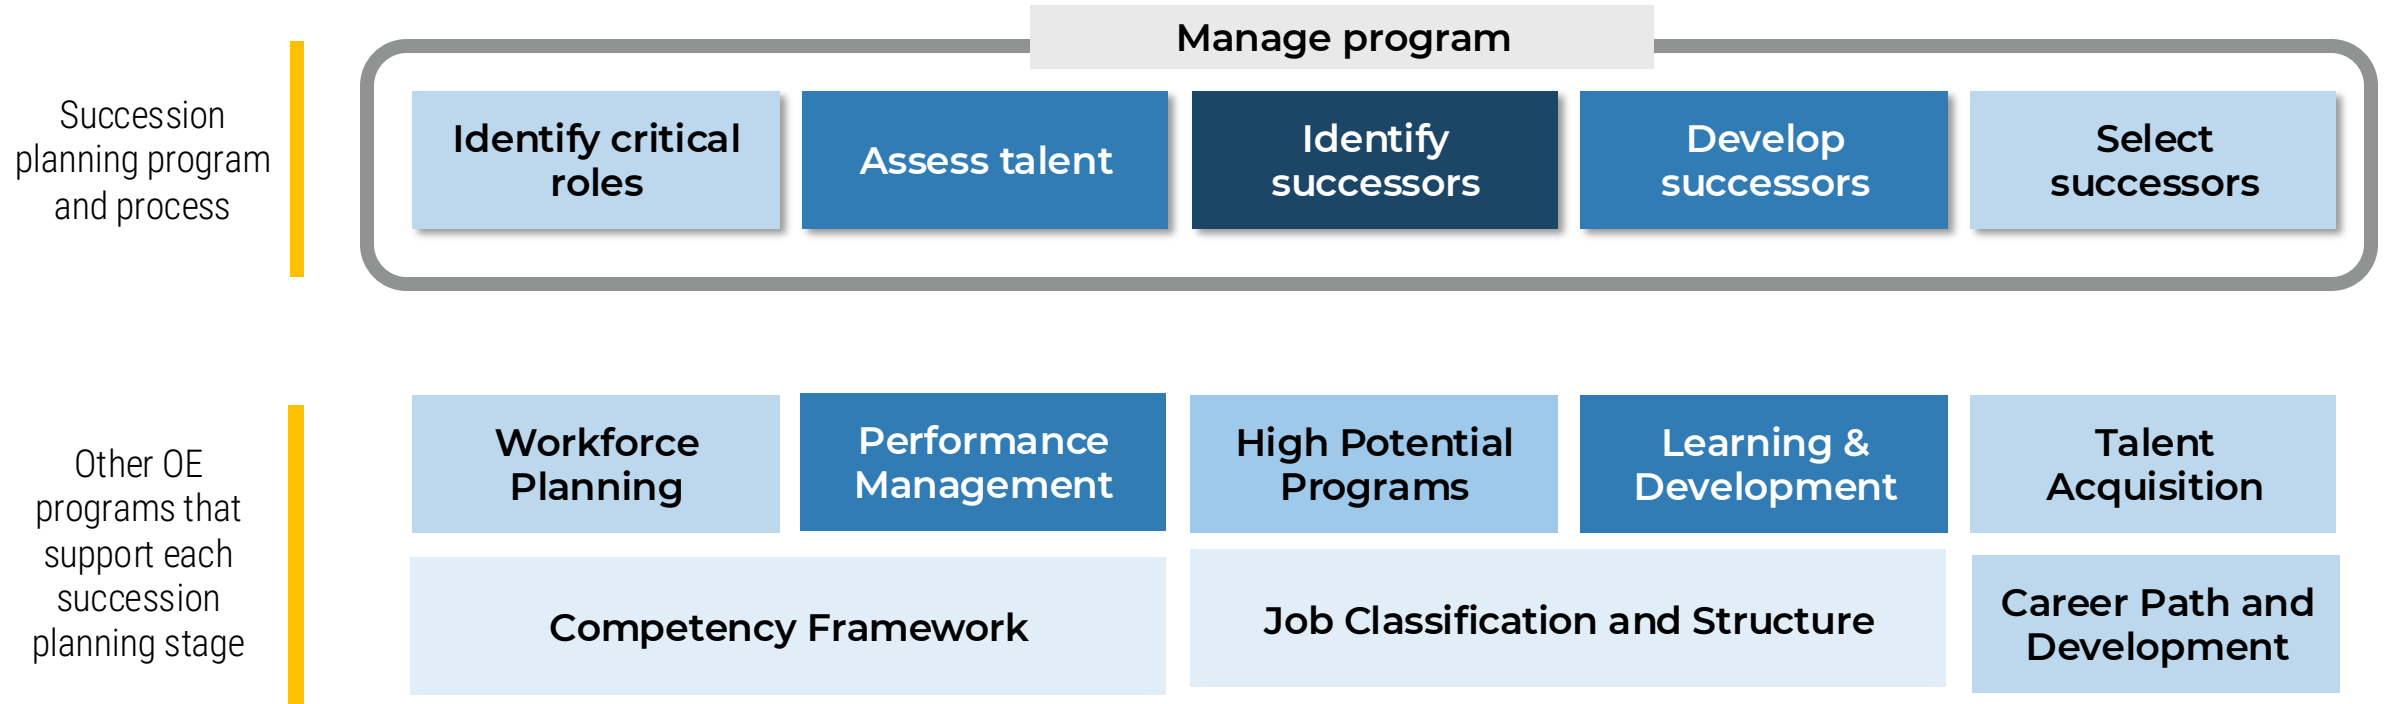 Manage program
Succession
planning program
and process
Identify critical
roles
Assess talent
Identify
successors
Develop
successors
Select
successors
Other OE
programs that
support each
succession
planning stage
Workforce
Planning
Performance
Management
High Potential
Programs
Learning &
Development
Talent
Acquisition
Competency Framework
Job Classification and Structure
Career Path and
Development